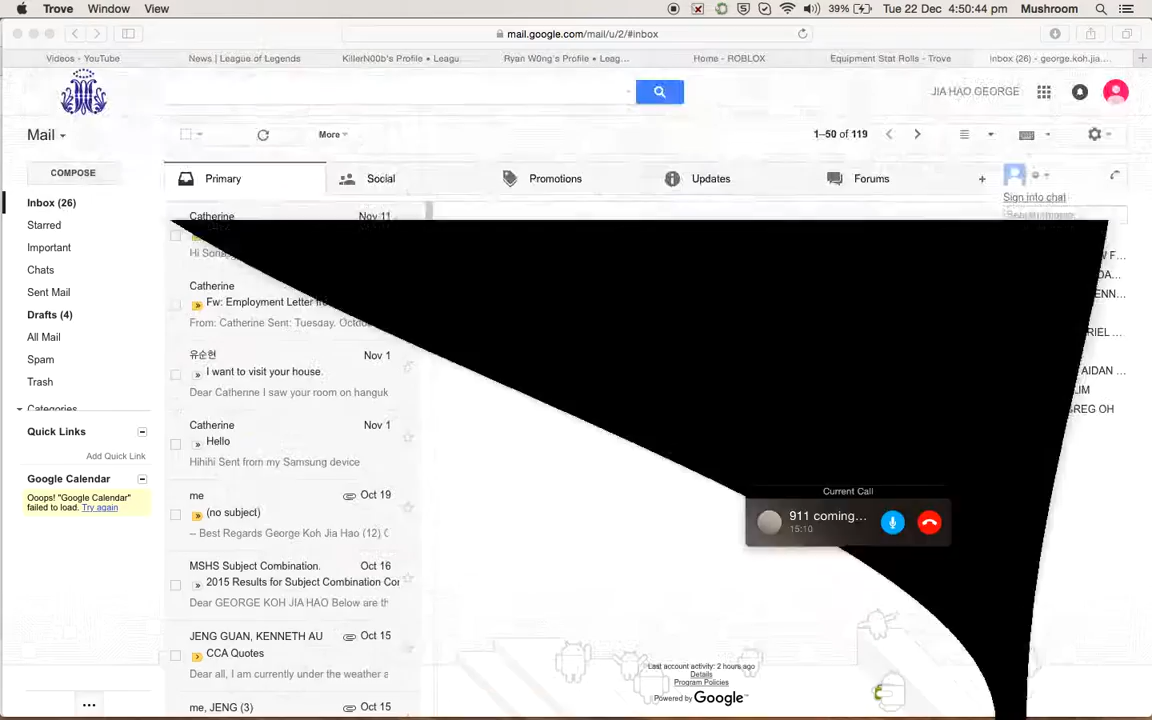 Trove Window View 39% Tue 22 Dec 4:50:44 pm Mushroom
mail.google.com/mail/u/2/#inbox
Videos - YouTube News | League of Legends KillerN00b's Profile • Leagu… Ryan W0ng's Profile • Leag… Home - ROBLOX Equipment Stat Rolls - Trove Inbox (26) - george.koh.jia…
JIA HAO GEORGE
Mail
More
1–50 of 119
COMPOSE
Primary
Social
Promotions
Updates
Forums
+
Sign into chat
Inbox (26)
Starred
Important
Chats
Sent Mail
Drafts (4)
All Mail
Spam
Trash
Categories
Quick Links
Add Quick Link
Google Calendar
Ooops! "Google Calendar"
failed to load. Try again
Catherine Nov 11
Catherine
Fw: Employment Letter
From: Catherine Sent: Tuesday,
유순현 Nov 1
I want to visit your house.
Dear Catherine I saw your room on hanguk
Catherine Nov 1
Hello
Hihihi Sent from my Samsung device
me Oct 19
(no subject)
-- Best Regards George Koh Jia Hao (12) C
MSHS Subject Combination. Oct 16
2015 Results for Subject Combination Cor
Dear GEORGE KOH JIA HAO Below are th
JENG GUAN, KENNETH AU Oct 15
CCA Quotes
Dear all, I am currently under the weather a
me, JENG (3) Oct 15
AIDAN …
GREG OH
Current Call
911 coming…
15:10
Last account activity: 2 hours ago
Details
Program Policies
Powered by Google